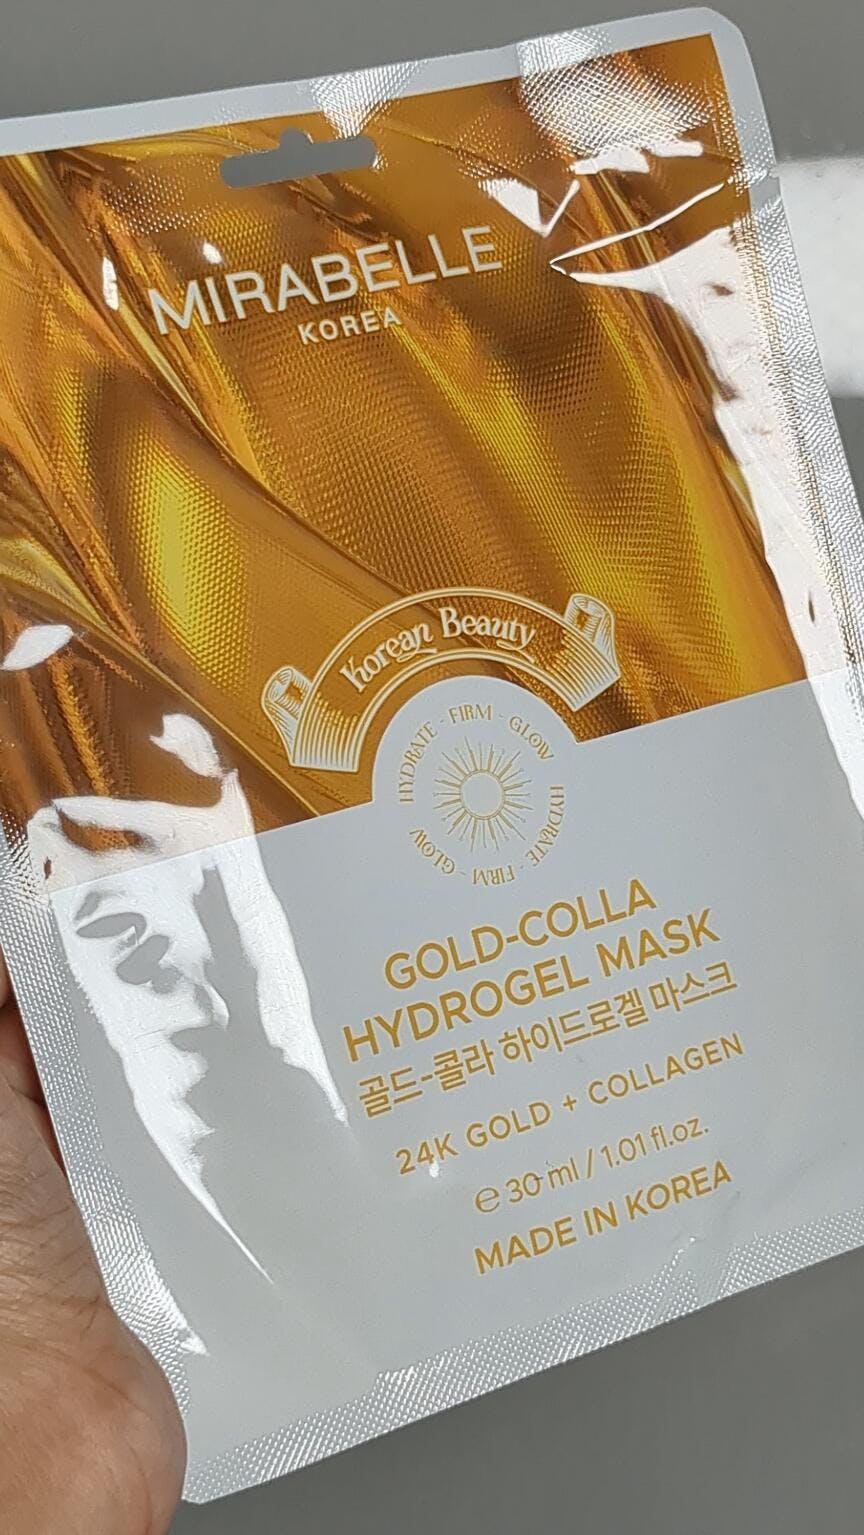 MIRABELLE
KOREA
Korean Beauty
HYDRATE - FIRM - GLOW
HYDRATE - FIRM - GLOW
GOLD-COLLA
HYDROGEL MASK
골드-콜라 하이드로겔 마스크
24K GOLD + COLLAGEN
℮ 30 ml / 1.01 fl.oz.
MADE IN KOREA